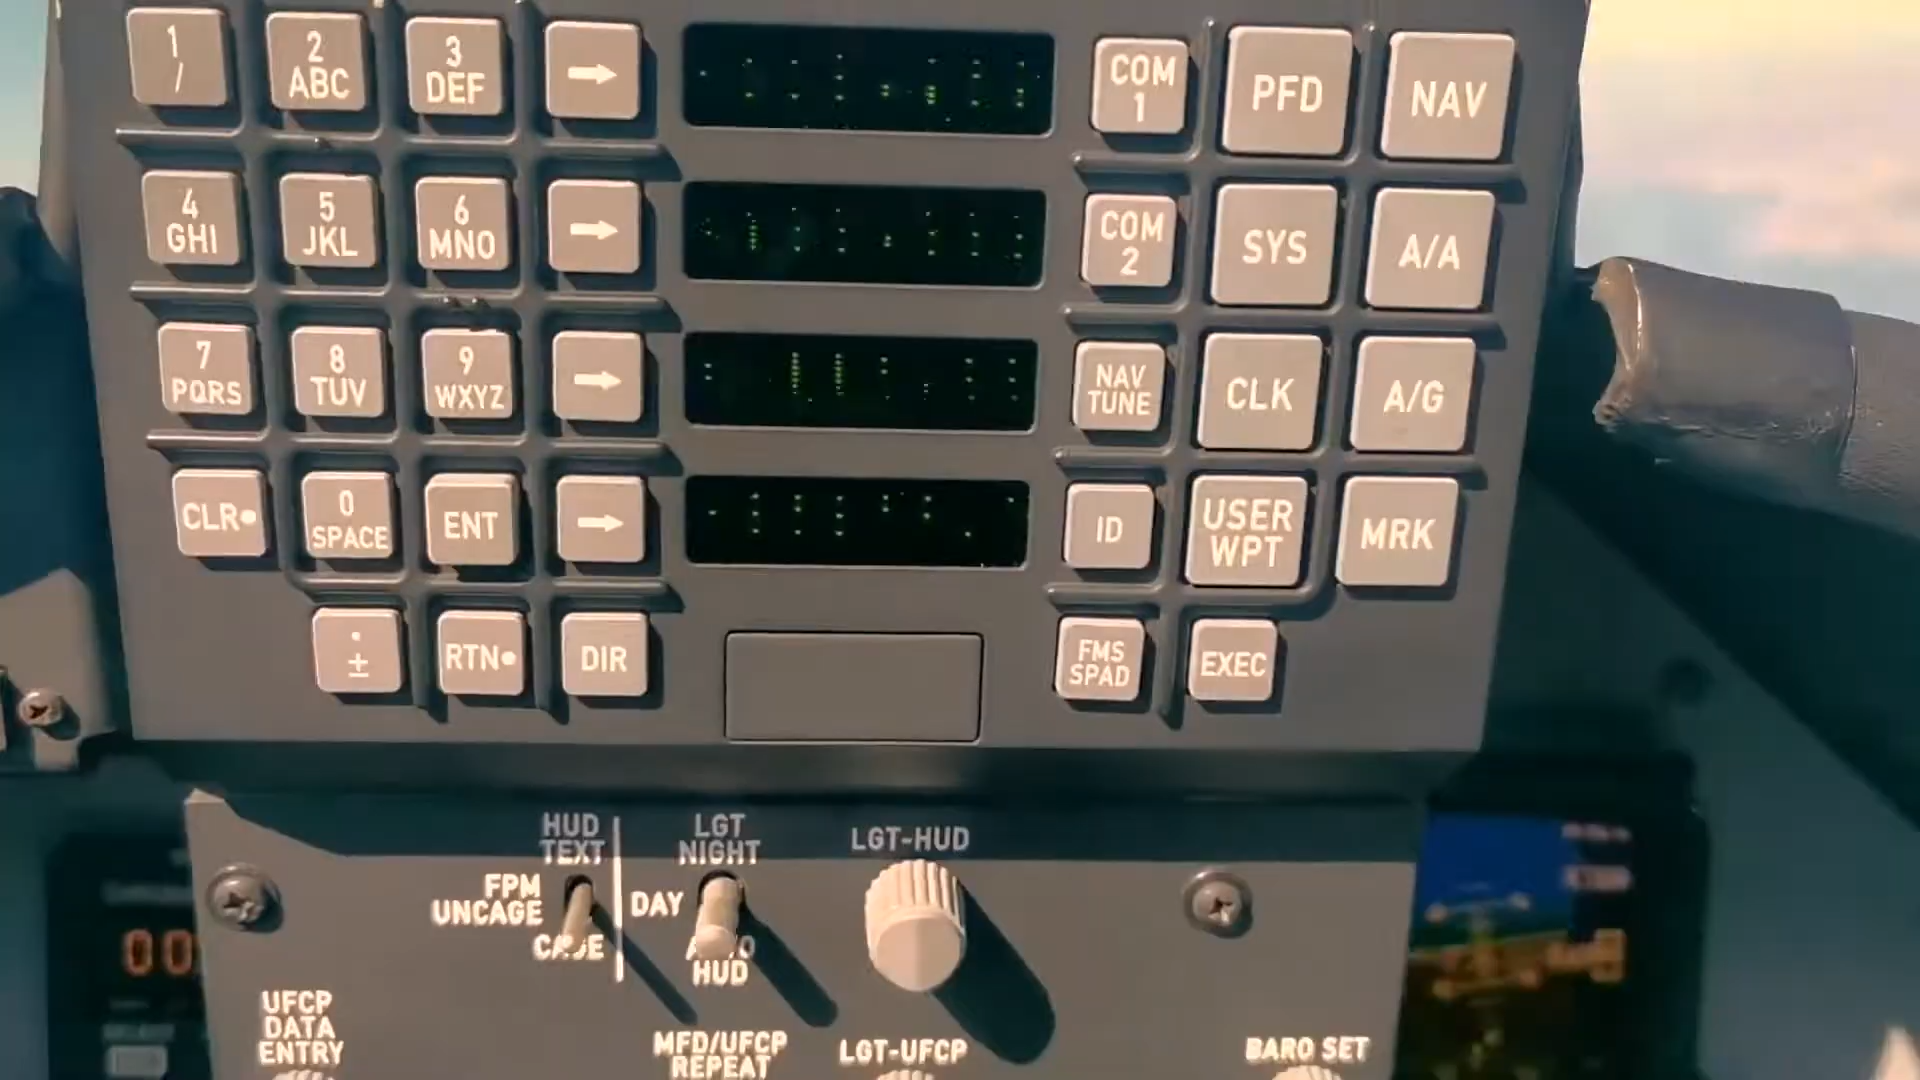 1
/
2
ABC
3
DEF
COM
1
PFD
NAV
4
GHI
5
JKL
6
MNO
COM
2
SYS
A/A
7
PQRS
8
TUV
9
WXYZ
NAV
TUNE
CLK
A/G
CLR
0
SPACE
ENT
ID
USER
WPT
MRK
±
RTN
DIR
FMS
SPAD
EXEC
HUD
TEXT
FPM
UNCAGE
LGT
NIGHT
DAY
HUD
LGT-HUD
00
UFCP
DATA
ENTRY
MFD/UFCP
REPEAT
LGT-UFCP
BARO SET